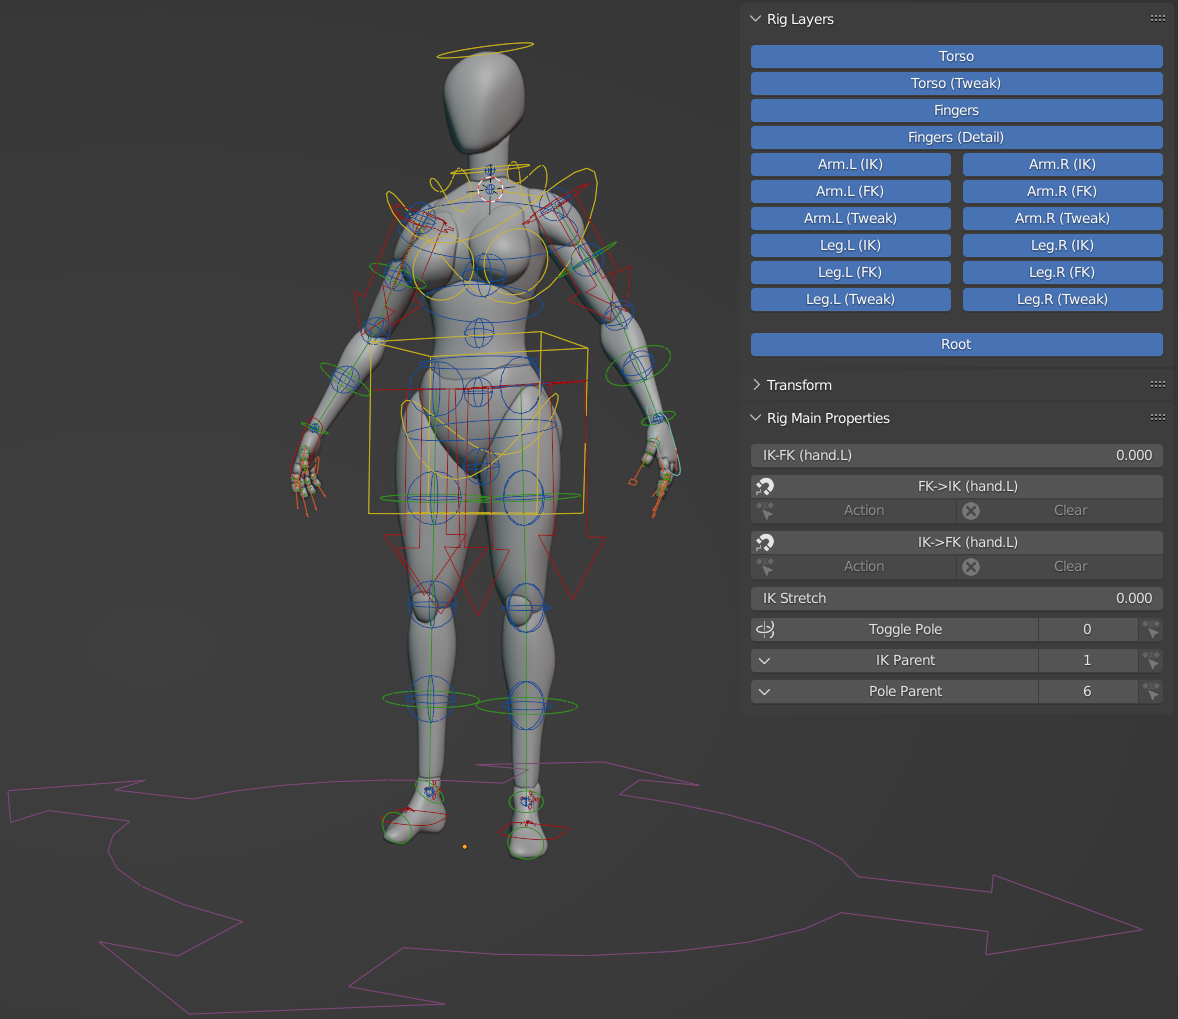 Rig Layers
Torso
Torso (Tweak)
Fingers
Fingers (Detail)
Arm.L (IK) Arm.R (IK)
Arm.L (FK) Arm.R (FK)
Arm.L (Tweak) Arm.R (Tweak)
Leg.L (IK) Leg.R (IK)
Leg.L (FK) Leg.R (FK)
Leg.L (Tweak) Leg.R (Tweak)
Root
Transform
Rig Main Properties
IK-FK (hand.L) 0.000
FK->IK (hand.L)
Action Clear
IK->FK (hand.L)
Action Clear
IK Stretch 0.000
Toggle Pole 0
IK Parent 1
Pole Parent 6